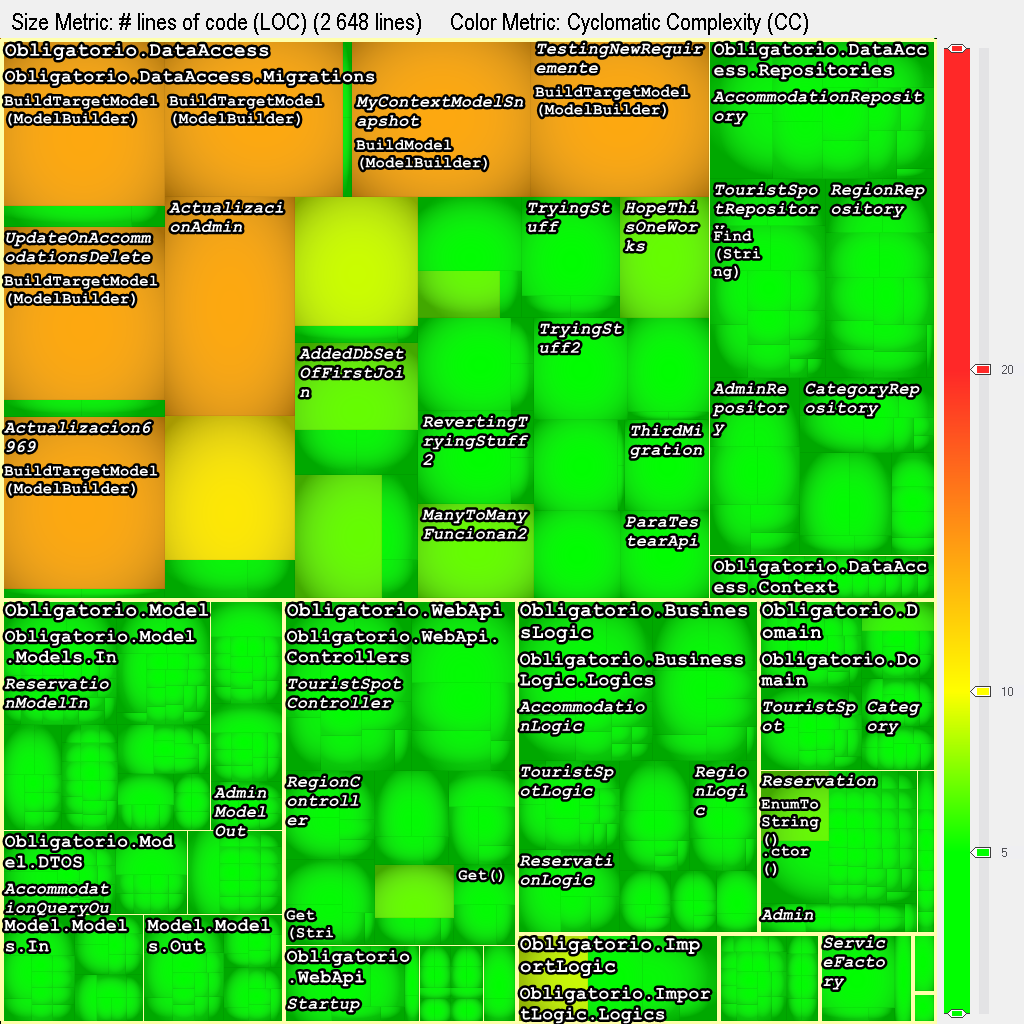 Size Metric: # lines of code (LOC) (2 648 lines)     Color Metric: Cyclomatic Complexity (CC)
Obligatorio.DataAccess
Obligatorio.DataAccess.Migrations
BuildTargetModel
(ModelBuilder)
BuildTargetModel
(ModelBuilder)
MyContextModelSn
apshot
BuildModel
(ModelBuilder)
TestingNewRequir
emente
BuildTargetModel
(ModelBuilder)
UpdateOnAccomm
odationsDelete
BuildTargetModel
(ModelBuilder)
Actualizaci
onAdmin
Actualizacion6
969
BuildTargetModel
(ModelBuilder)
AddedDbSet
OfFirstJoi
n
TryingSt
uff
HopeThi
sOneWor
ks
TryingSt
uff2
RevertingT
ryingStuff
2
ThirdMi
gration
ManyToMany
Funcionan2
ParaTes
tearApi
Obligatorio.DataAcc
ess.Repositories
AccommodationReposit
ory
TouristSpo
tRepositor
y
Find
(Stri
ng)
RegionRep
ository
AdminRe
positor
y
CategoryRep
ository
Obligatorio.DataAcc
ess.Context
Obligatorio.Model
Obligatorio.Model
.Models.In
Reservatio
nModelIn
Admin
Model
Out
Obligatorio.Mod
el.DTOS
Accommodat
ionQueryOu
Model.Model
s.In
Model.Model
s.Out
Obligatorio.WebApi
Obligatorio.WebApi.
Controllers
TouristSpot
Controller
RegionC
ontroll
er
Get()
Get
(Stri
Obligatorio
.WebApi
Startup
Obligatorio.Busines
sLogic
Obligatorio.Business
Logic.Logics
Accommodatio
nLogic
TouristSp
otLogic
Regio
nLogi
c
Reservati
onLogic
Obligatorio.D
omain
Obligatorio.Do
main
TouristSp
ot
Categ
ory
Reservation
EnumTo
String
()
.ctor
()
Admin
Obligatorio.Imp
ortLogic
Obligatorio.Impor
tLogic.Logics
Servic
eFacto
ry
20
10
5